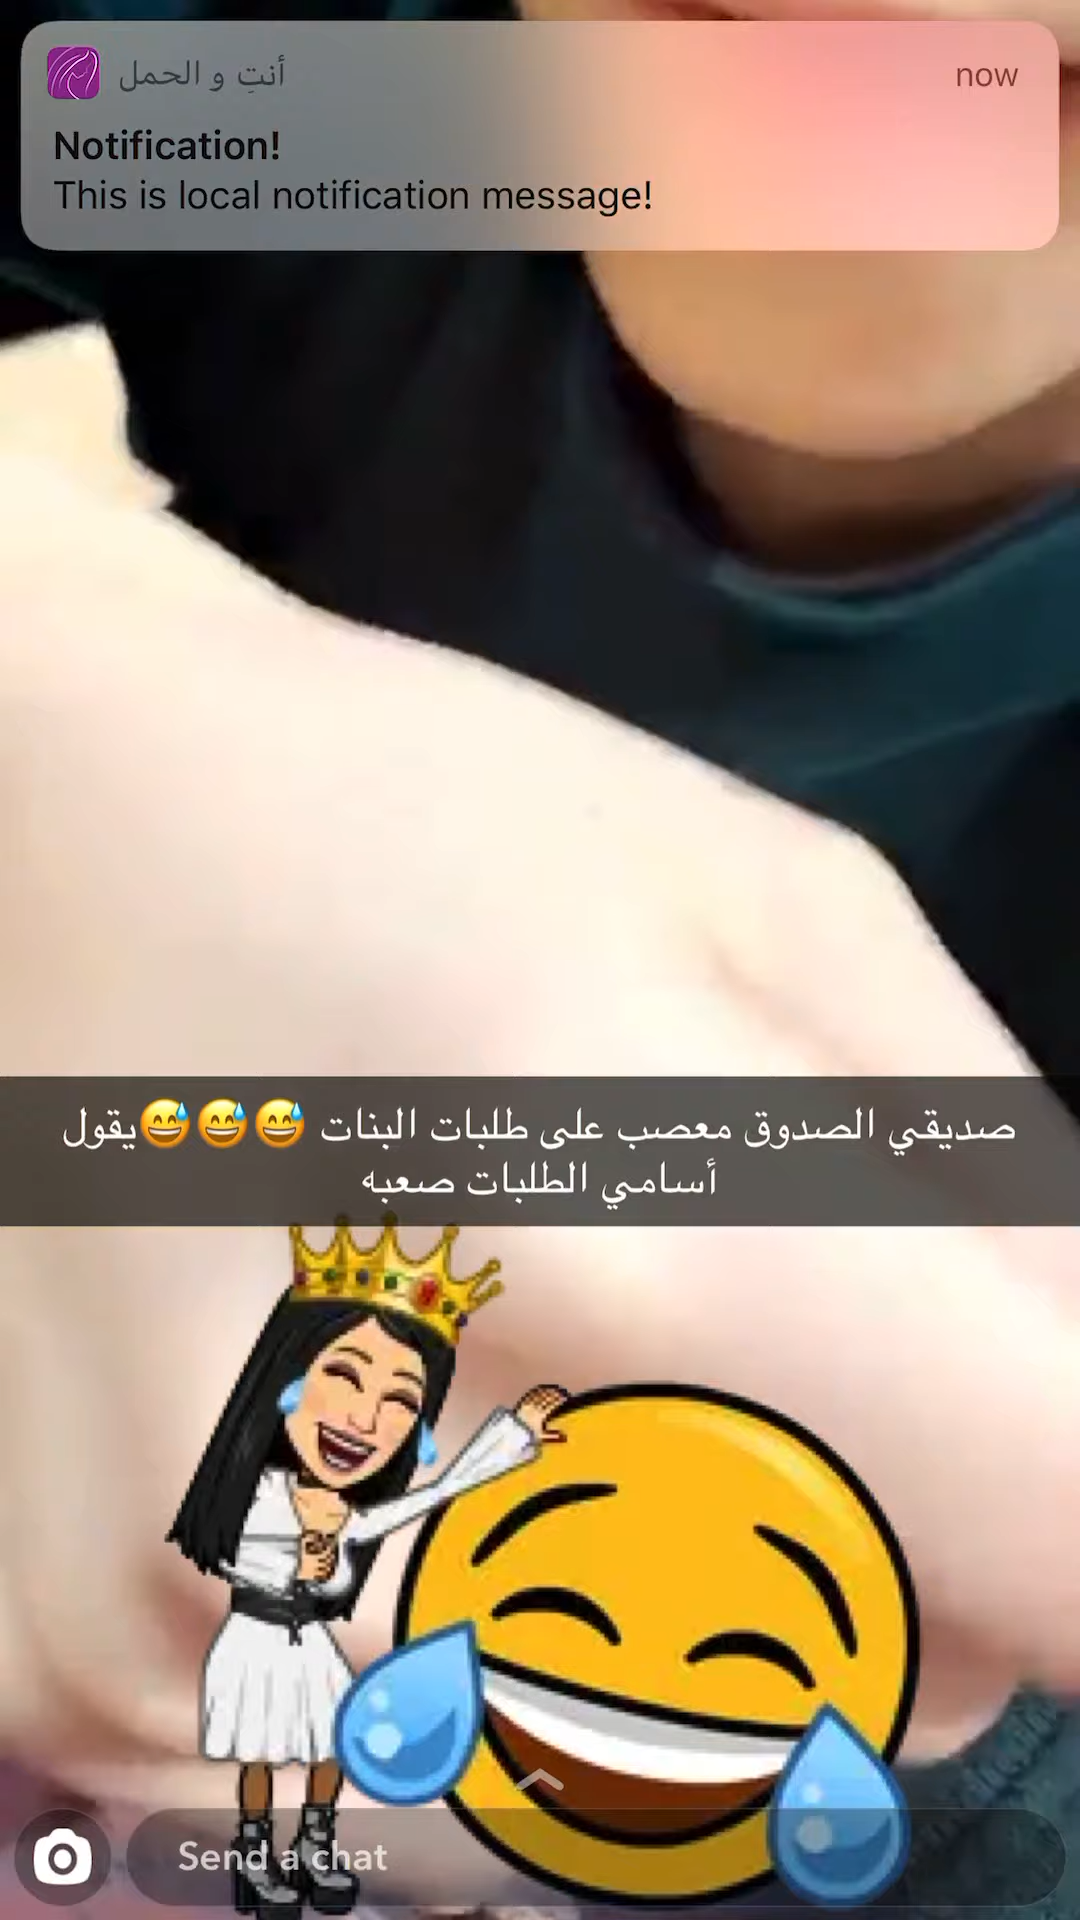 أنتِ و الحمل
now
Notification!
This is local notification message!
صديقي الصدوق معصب على طلبات البنات 😅😅😅يقول
أسامي الطلبات صعبه
Send a chat